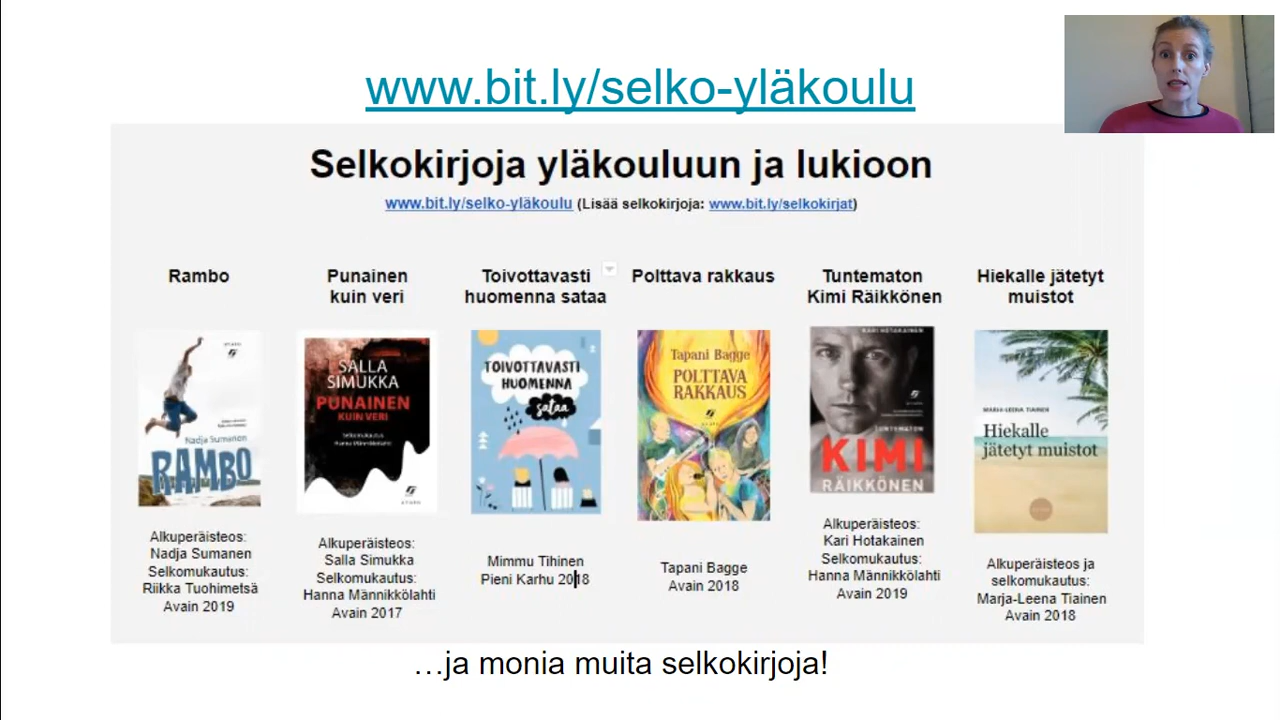 www.bit.ly/selko-yläkoulu
Selkokirjoja yläkouluun ja lukioon
www.bit.ly/selko-yläkoulu (Lisää selkokirjoja: www.bit.ly/selkokirjat)
Rambo
Nadja Sumanen
RAMBO
Alkuperäisteos:
Nadja Sumanen
Selkomukautus:
Riikka Tuohimetsä
Avain 2019
Punainen
kuin veri
SALLA
SIMUKKA
PUNAINEN
KUIN VERI
Selkomukautus
Hanna Männikkölahti
Alkuperäisteos:
Salla Simukka
Selkomukautus:
Hanna Männikkölahti
Avain 2017
Toivottavasti
huomenna sataa
TOIVOTTAVASTI
HUOMENNA
sataa
Mimmu Tihinen
Pieni Karhu 2018
Polttava rakkaus
Tapani Bagge
POLTTAVA
RAKKAUS
Tapani Bagge
Avain 2018
Tuntematon
Kimi Räikkönen
KARI HOTAKAINEN
TUNTEMATON
KIMI
RÄIKKÖNEN
Alkuperäisteos:
Kari Hotakainen
Selkomukautus:
Hanna Männikkölahti
Avain 2019
Hiekalle jätetyt
muistot
MARJA-LEENA TIAINEN
Hiekalle
jätetyt muistot
Alkuperäisteos ja
selkomukautus:
Marja-Leena Tiainen
Avain 2018
…ja monia muita selkokirjoja!